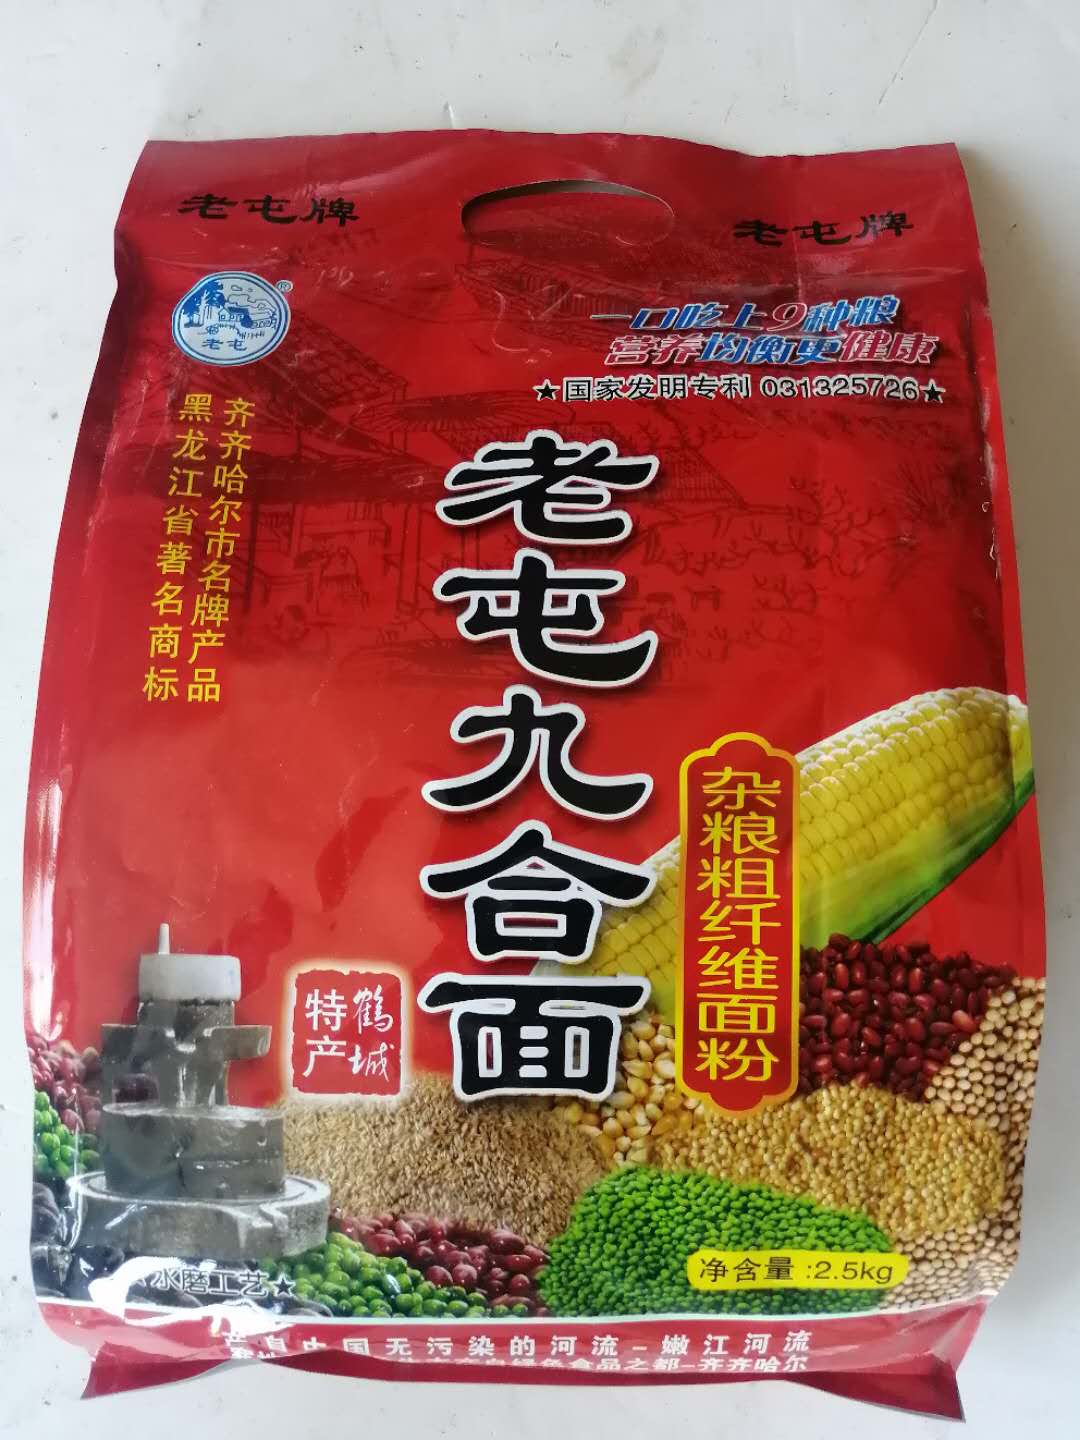 老屯牌
老屯牌
老屯
®
一口吃上9种粮
营养均衡更健康
★国家发明专利 031325726★
齐齐哈尔市名牌产品
黑龙江省著名商标
老屯九合面
杂粮粗纤维面粉
鹤城
特产
水磨工艺★
净含量:2.5kg
产自中国无污染的河流-嫩江河流
绿色食品之都-齐齐哈尔